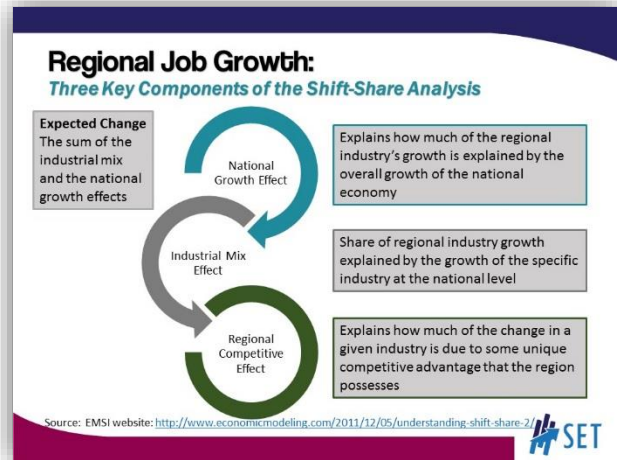 Regional Job Growth:
Three Key Components of the Shift-Share Analysis
Expected Change
The sum of the
industrial mix
and the national
growth effects
National
Growth Effect
Explains how much of the regional
industry's growth is explained by the
overall growth of the national
economy
Industrial Mix
Effect
Share of regional industry growth
explained by the growth of the specific
industry at the national level
Regional
Competitive
Effect
Explains how much of the change in a
given industry is due to some unique
competitive advantage that the region
possesses
Source: EMSI website: http://www.economicmodeling.com/2011/12/05/understanding-shift-share-2/
SET